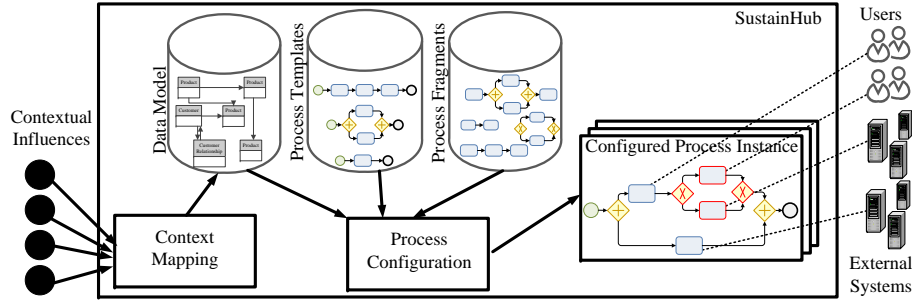 SustainHub
Users
Data Model
Product
Product
Customer
Product
Customer
Relationship
Product
Process Templates
Process Fragments
Contextual
Influences
Configured Process Instance
Context
Mapping
Process
Configuration
External
Systems